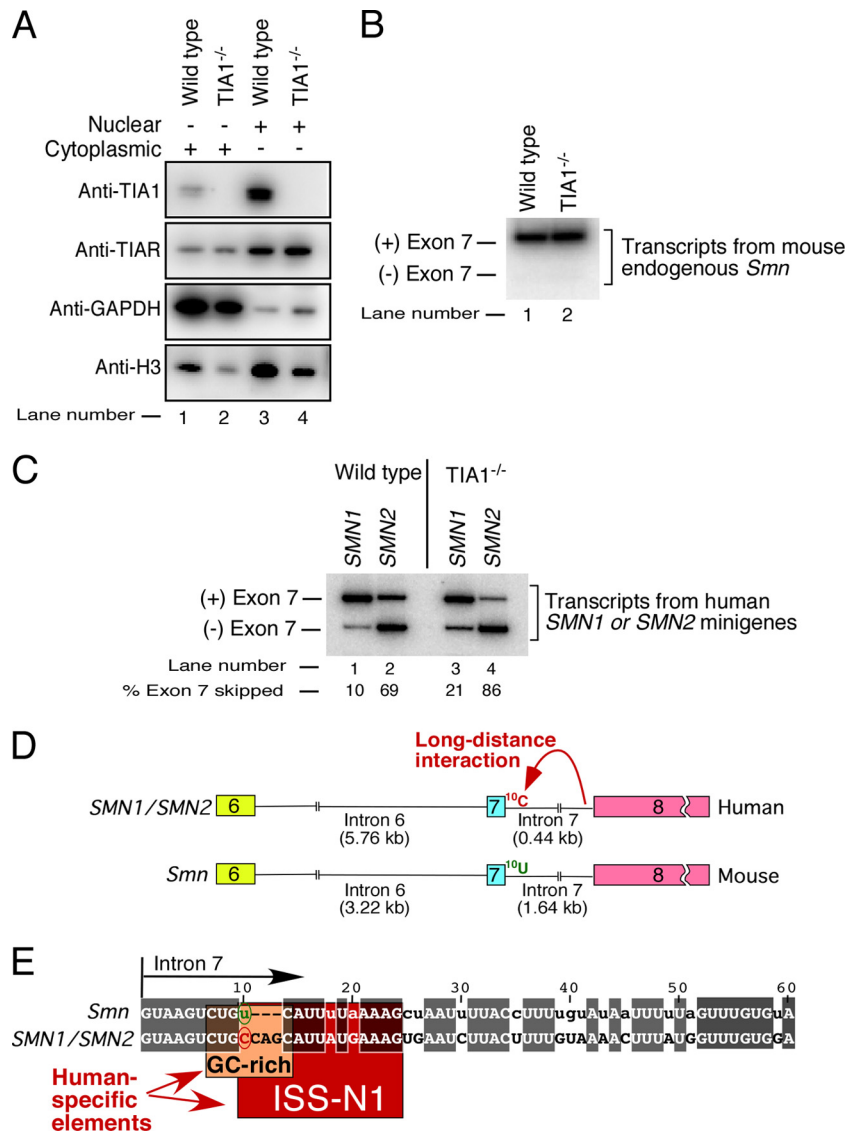 A
Wild type
TIA1-/-
Wild type
TIA1-/-
Nuclear - - + +
Cytoplasmic + + - -
Anti-TIA1
Anti-TIAR
Anti-GAPDH
Anti-H3
Lane number — 1 2 3 4
B
Wild type
TIA1-/-
(+) Exon 7 —
(-) Exon 7 —
Transcripts from mouse
endogenous Smn
Lane number — 1 2
C
Wild type TIA1-/-
SMN1
SMN2
SMN1
SMN2
(+) Exon 7 —
(-) Exon 7 —
Transcripts from human
SMN1 or SMN2 minigenes
Lane number — 1 2 3 4
% Exon 7 skipped — 10 69 21 86
D
Long-distance
interaction
SMN1/SMN2 6 7 10C 8 Human
Intron 6
(5.76 kb)
Intron 7
(0.44 kb)
Smn 6 7 10U 8 Mouse
Intron 6
(3.22 kb)
Intron 7
(1.64 kb)
E
Intron 7
10 20 30 40 50 60
Smn GUAAGUCUGu---CAUUuUuaAAAGcuAAUuUUACcUUUuguAuAaUUUUuaGUUUGUGuA
SMN1/SMN2 GUAAGUCUGCCAGCAUUAUGAAAGUGAAUCUUACUUUUGUAAAACUUUAUGGUUUGUGGA
GC-rich
ISS-N1
Human-
specific
elements